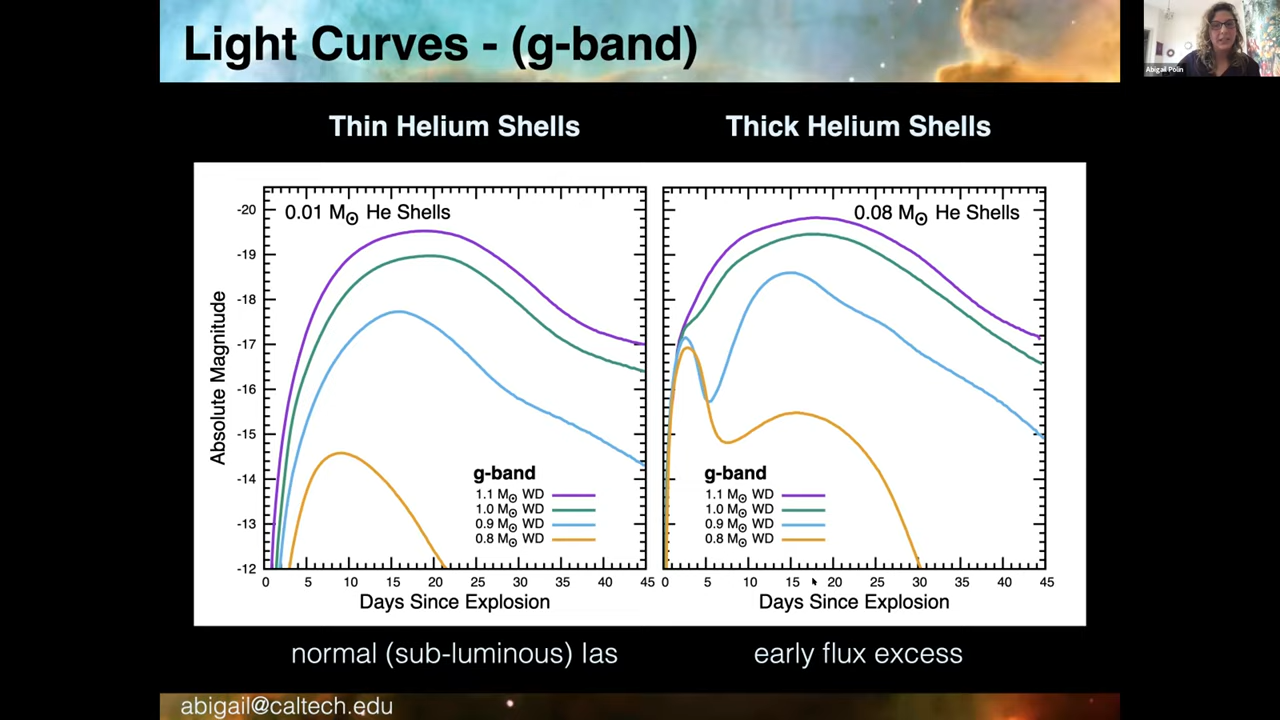 Light Curves - (g-band)
Abigail Polin
Thin Helium Shells
Thick Helium Shells
0.01 M☉ He Shells
Absolute Magnitude
-20
-19
-18
-17
-16
-15
-14
-13
-12
g-band
1.1 M☉ WD
1.0 M☉ WD
0.9 M☉ WD
0.8 M☉ WD
0 5 10 15 20 25 30 35 40 45
Days Since Explosion
0.08 M☉ He Shells
g-band
1.1 M☉ WD
1.0 M☉ WD
0.9 M☉ WD
0.8 M☉ WD
0 5 10 15 20 25 30 35 40 45
Days Since Explosion
normal (sub-luminous) Ias
early flux excess
abigail@caltech.edu